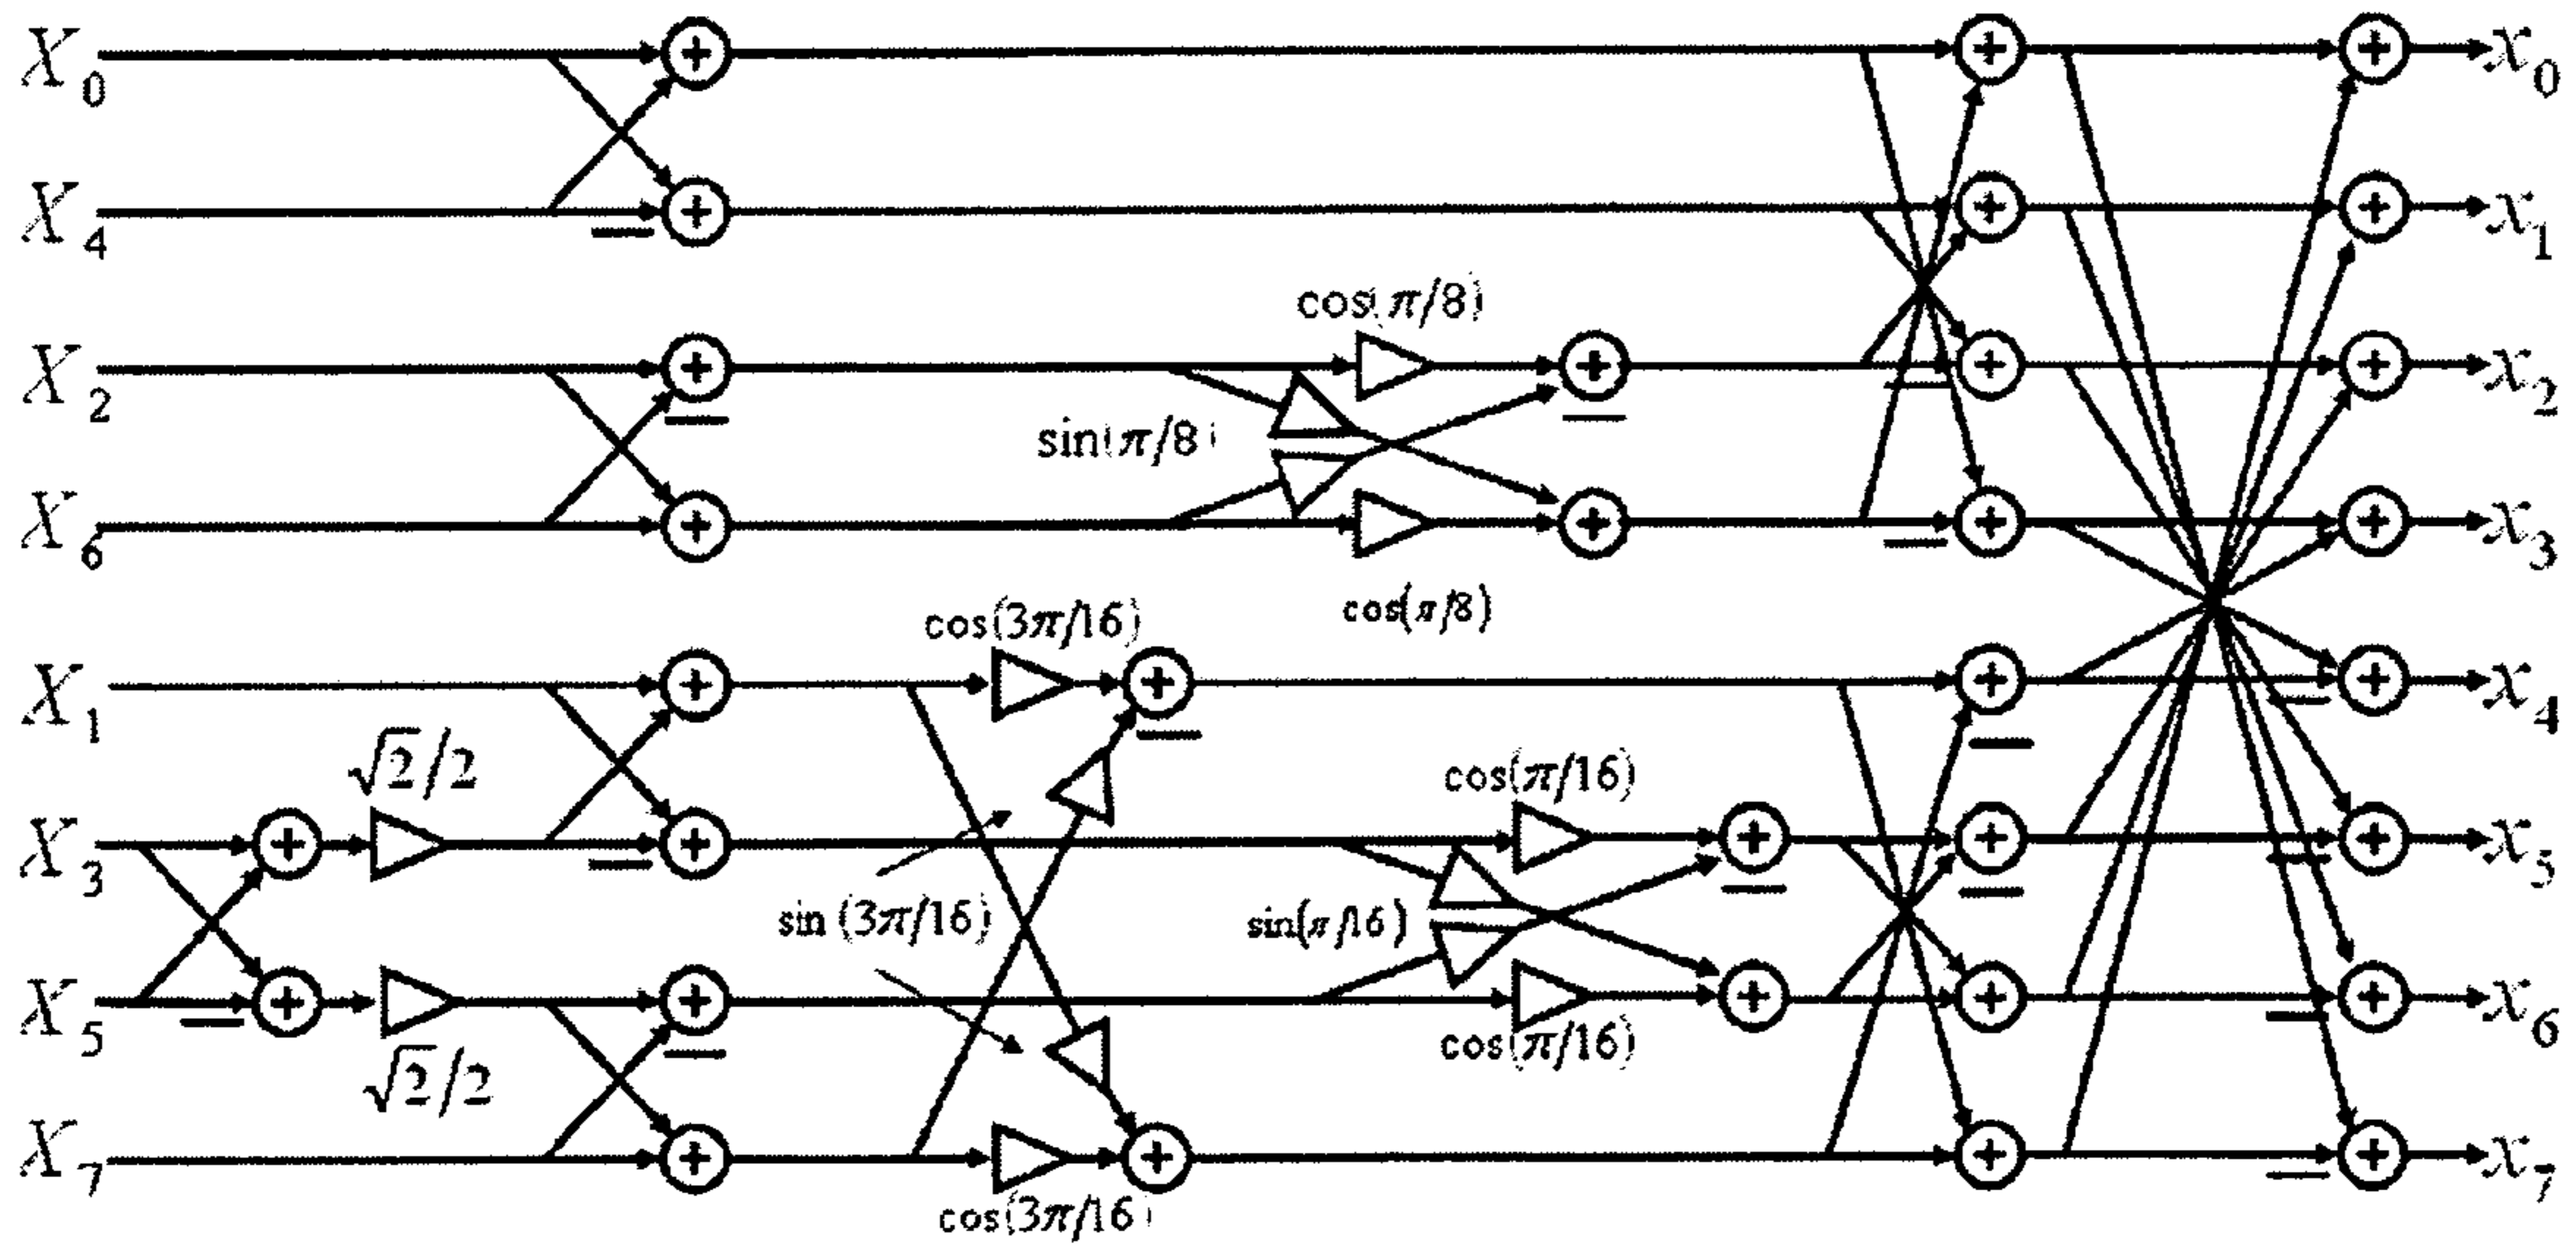 X0 x0
X4 x1
cos(π/8)
X2 x2
sin(π/8)
X6 x3
cos(3π/16) cos(π/8)
X1 x4
√2/2 cos(π/16)
X3 x5
sin (3π/16) sin(π/16)
X5 x6
√2/2 cos(π/16)
X7 x7
cos(3π/16)